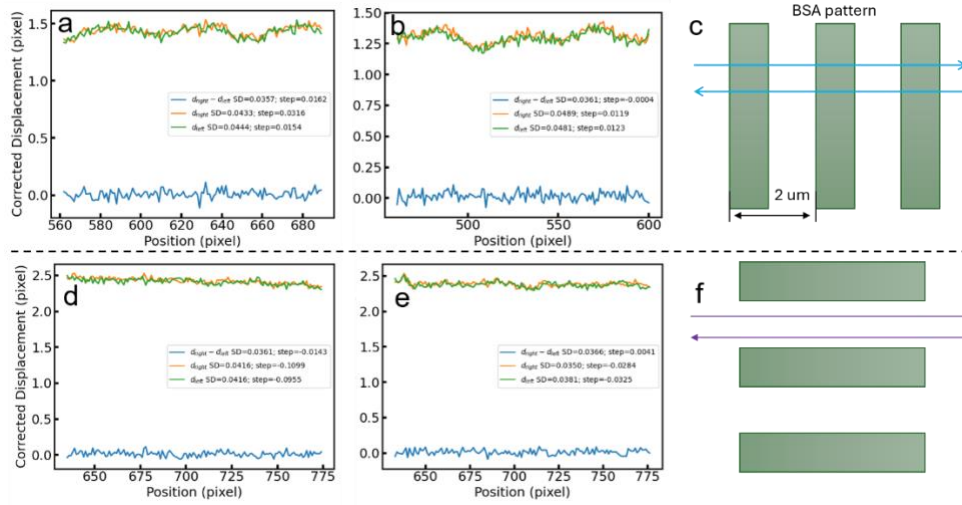 a
Corrected Displacement (pixel)
1.5
1.0
0.5
0.0
d_right − d_left SD=0.0357; step=0.0162
d_right SD=0.0433; step=0.0316
d_left SD=0.0444; step=0.0154
560 580 600 620 640 660 680
Position (pixel)
b
1.50
1.25
1.00
0.75
0.50
0.25
0.00
d_right − d_left SD=0.0361; step=-0.0004
d_right SD=0.0489; step=0.0119
d_left SD=0.0481; step=0.0123
500 550 600
Position (pixel)
c
BSA pattern
2 um
d
Corrected Displacement (pixel)
2.5
2.0
1.5
1.0
0.5
0.0
d_right − d_left SD=0.0361; step=-0.0143
d_right SD=0.0416; step=-0.1099
d_left SD=0.0416; step=-0.0955
650 675 700 725 750 775
Position (pixel)
e
2.5
2.0
1.5
1.0
0.5
0.0
d_right − d_left SD=0.0366; step=0.0041
d_right SD=0.0350; step=-0.0284
d_left SD=0.0381; step=-0.0325
650 675 700 725 750 775
Position (pixel)
f